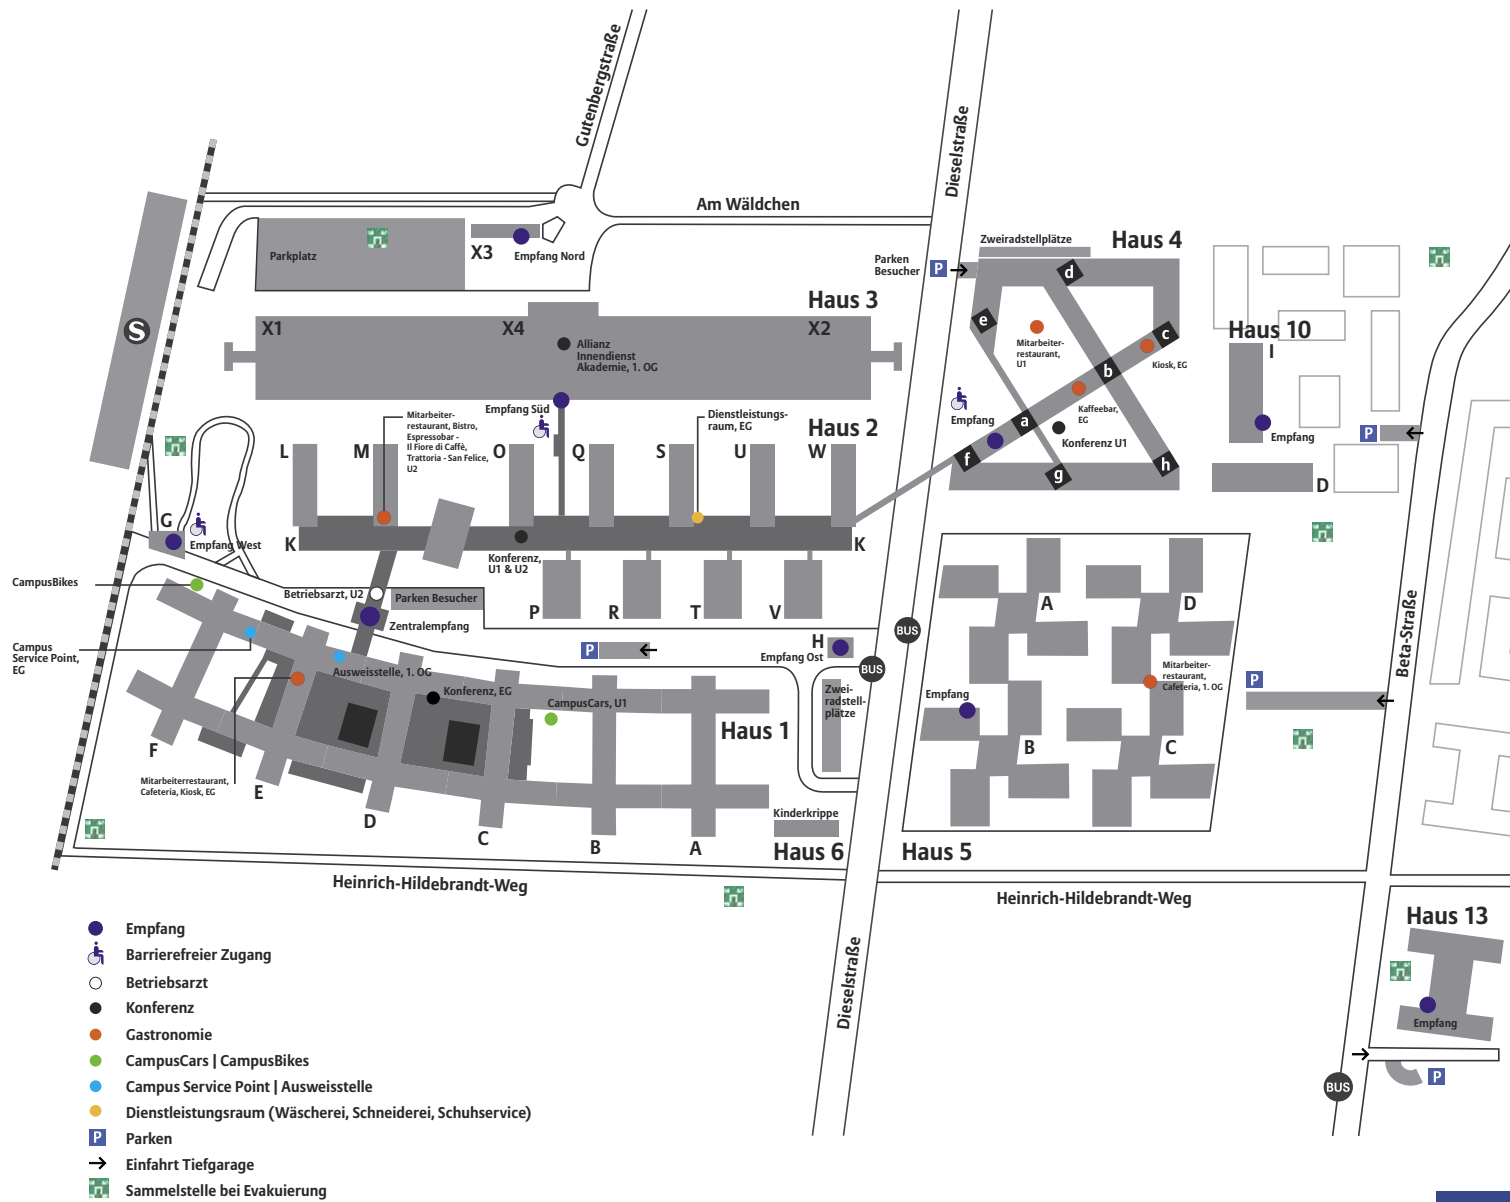 Gutenbergstraße
Dieselstraße
Am Wäldchen
Parkplatz
X3
Empfang Nord
Zweiradstellplätze
Haus 4
Parken
Besucher
P
d
e
c
b
a
f
g
h
Mitarbeiter-
restaurant,
U1
Kiosk, EG
Kaffeebar,
EG
Konferenz U1
Empfang
Haus 10
I
Empfang
P
D
S
Haus 3
X1
X4
X2
Allianz
Innendienst
Akademie, 1. OG
Empfang Süd
Mitarbeiter-
restaurant, Bistro,
Espressobar -
Il Fiore di Caffè,
Trattoria - San Felice,
U2
Dienstleistungs-
raum, EG
Haus 2
L
M
O
Q
S
U
W
G
Empfang West
K
K
Konferenz,
U1 & U2
CampusBikes
Betriebsarzt, U2
Parken Besucher
P
R
T
V
Zentralempfang
Campus
Service Point,
EG
Ausweisstelle, 1. OG
P
H
Empfang Ost
BUS
BUS
Konferenz, EG
CampusCars, U1
Zwei-
radstell-
plätze
Haus 1
F
E
D
C
B
A
Mitarbeiterrestaurant,
Cafeteria, Kiosk, EG
Kinderkrippe
Haus 6
Haus 5
A
D
Mitarbeiter-
restaurant,
Cafeteria, 1. OG
Empfang
B
C
P
Beta-Straße
Heinrich-Hildebrandt-Weg
Heinrich-Hildebrandt-Weg
Dieselstraße
Haus 13
Empfang
BUS
P
Empfang
Barrierefreier Zugang
Betriebsarzt
Konferenz
Gastronomie
CampusCars | CampusBikes
Campus Service Point | Ausweisstelle
Dienstleistungsraum (Wäscherei, Schneiderei, Schuhservice)
P Parken
Einfahrt Tiefgarage
Sammelstelle bei Evakuierung